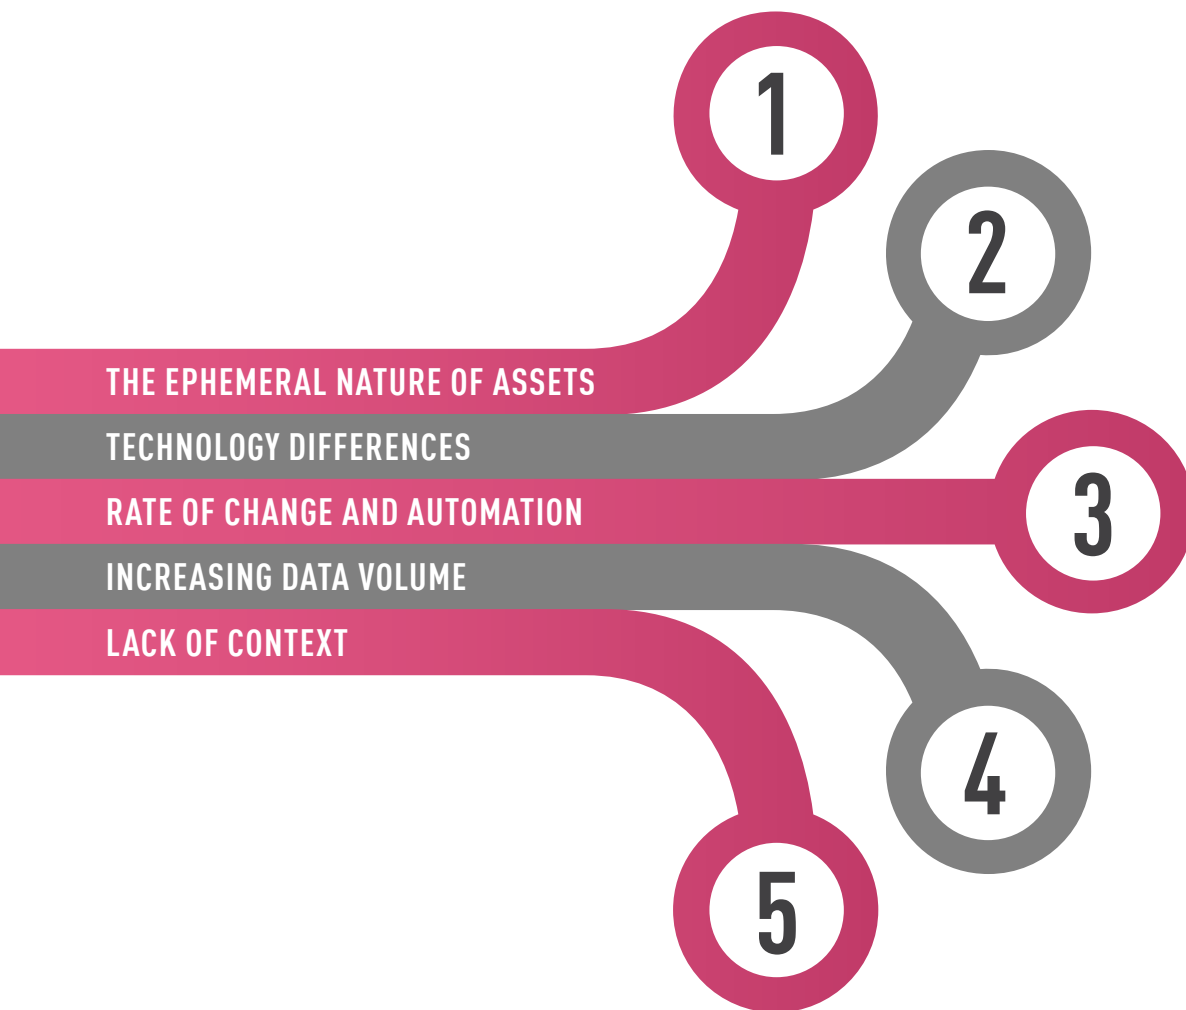 1
2
THE EPHEMERAL NATURE OF ASSETS
TECHNOLOGY DIFFERENCES
RATE OF CHANGE AND AUTOMATION
3
INCREASING DATA VOLUME
LACK OF CONTEXT
4
5